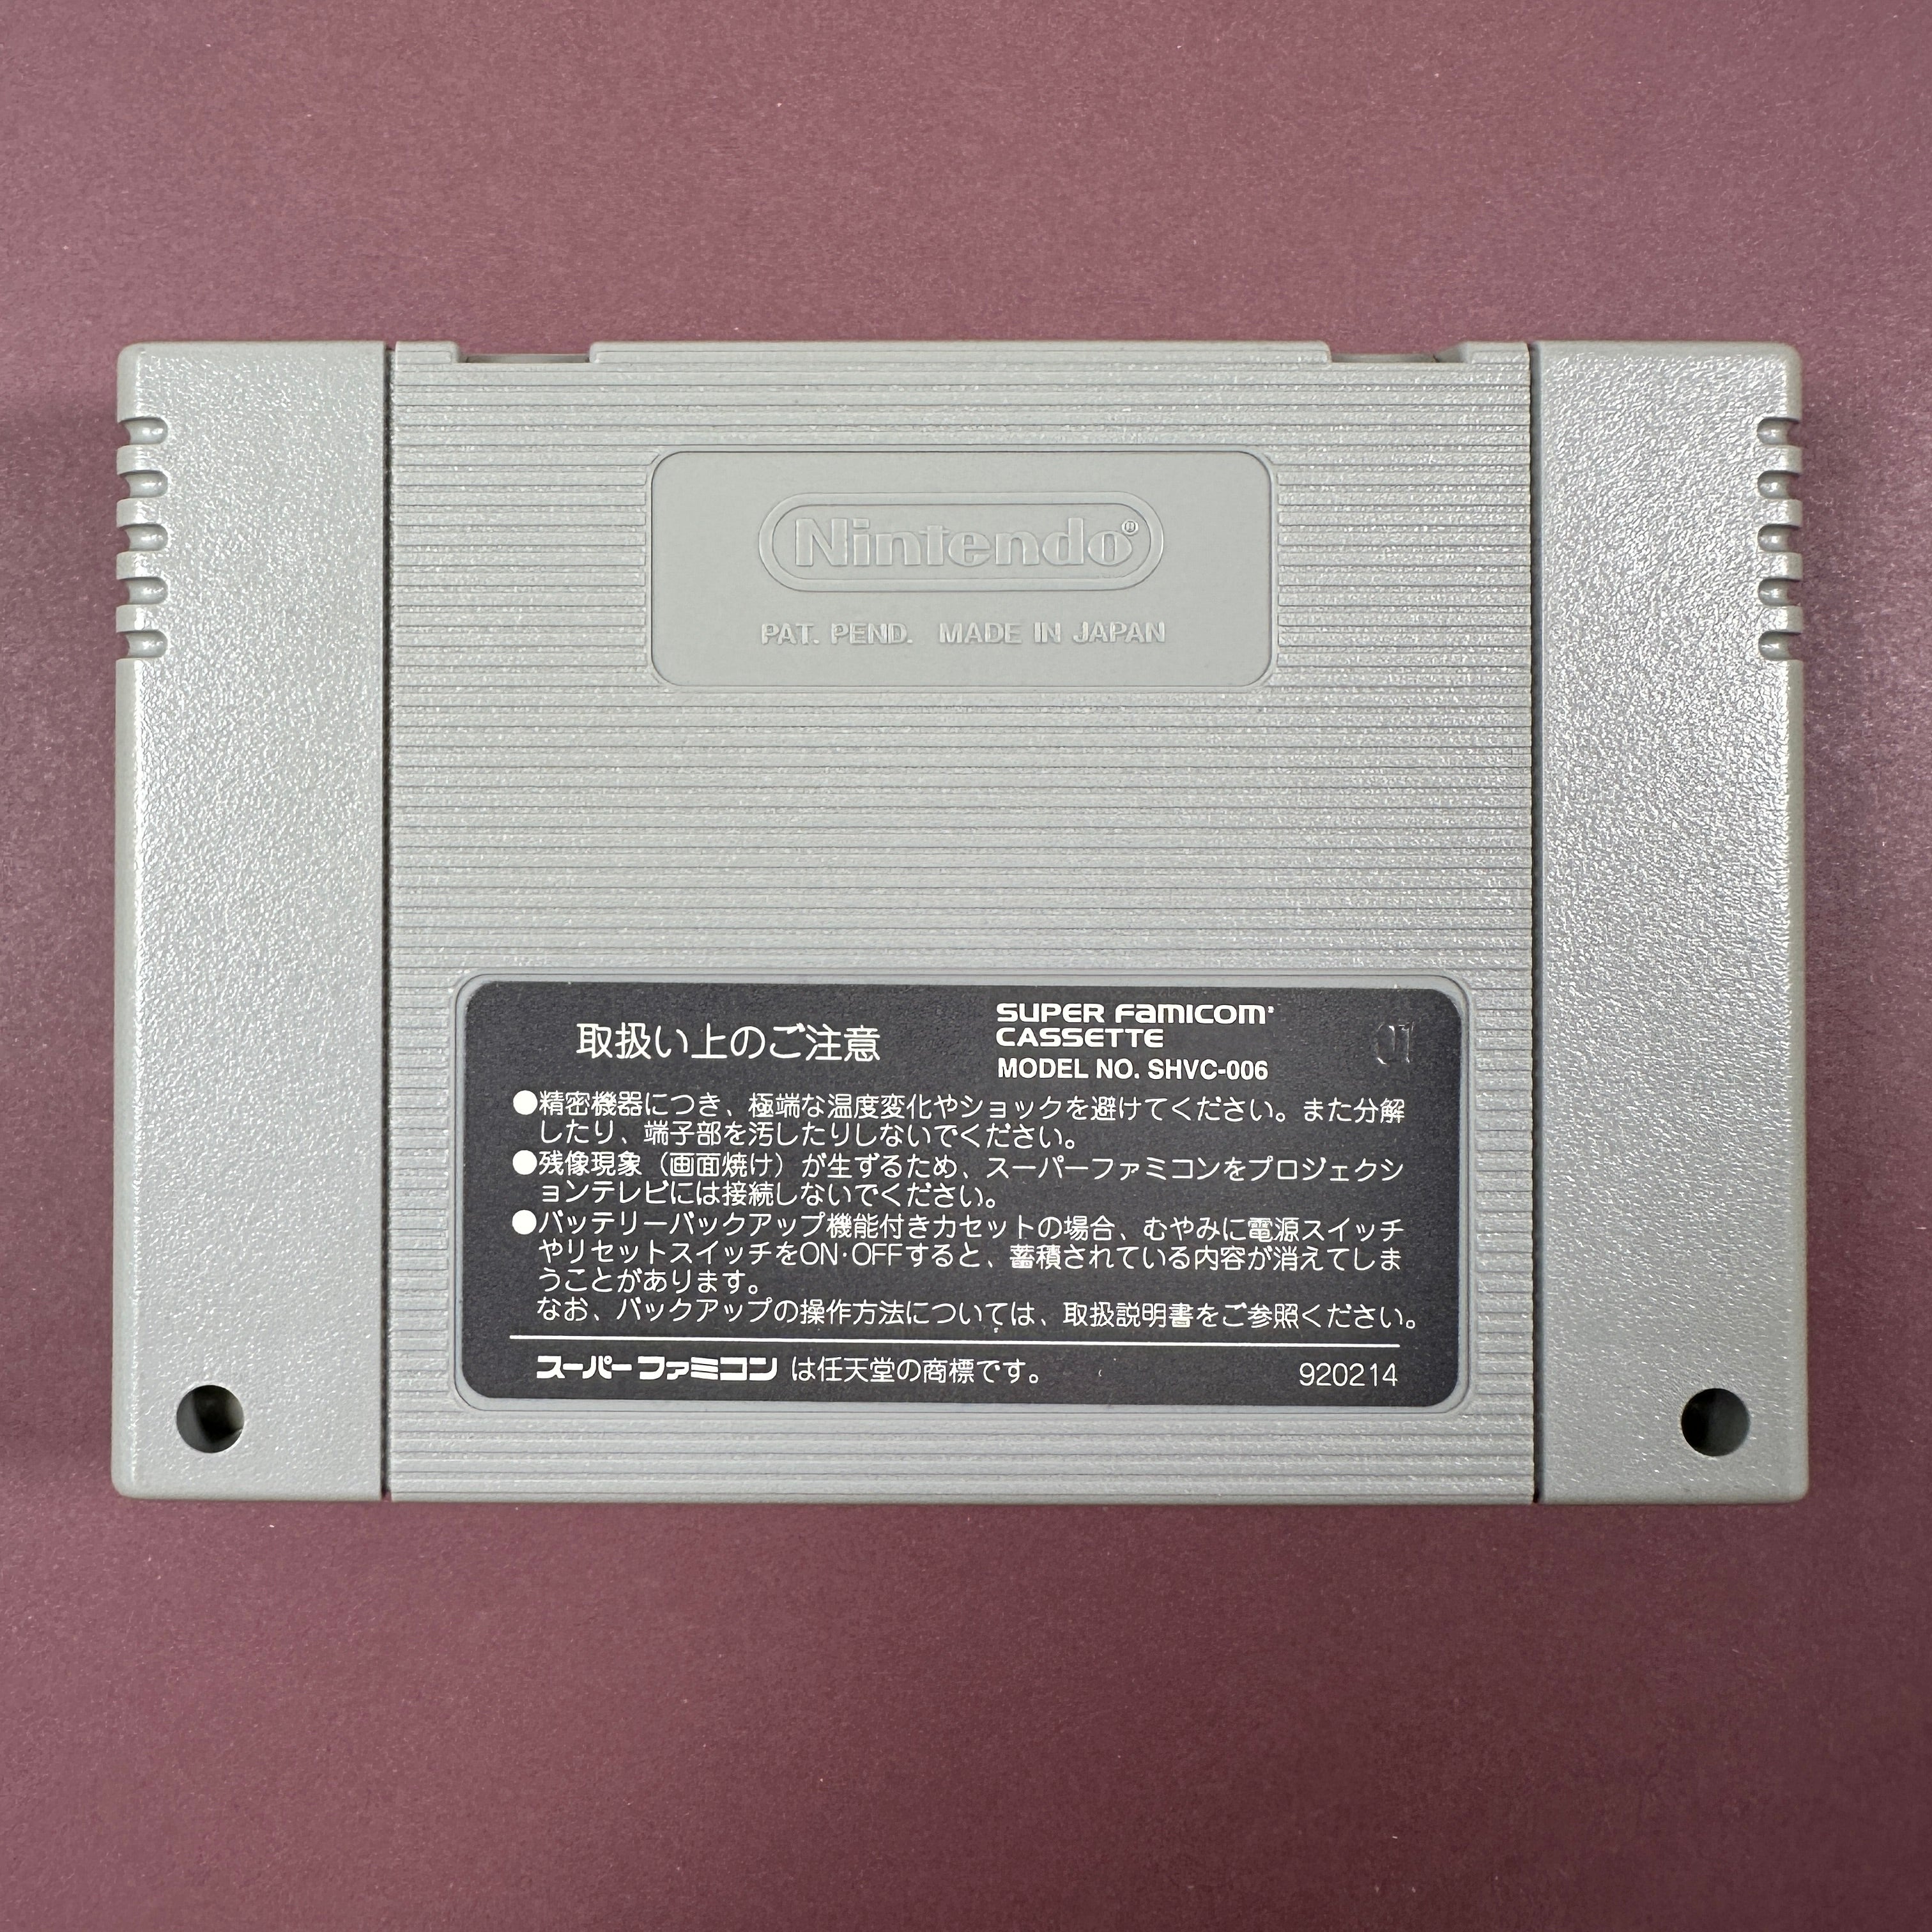 Nintendo®
PAT. PEND. MADE IN JAPAN
取扱い上のご注意
SUPER FAMICOM
CASSETTE
MODEL NO. SHVC-006
●精密機器につき、極端な温度変化やショックを避けてください。また分解
したり、端子部を汚したりしないでください。
●残像現象（画面焼け）が生ずるため、スーパーファミコンをプロジェクシ
ョンテレビには接続しないでください。
●バッテリーバックアップ機能付きカセットの場合、むやみに電源スイッチ
やリセットスイッチをON·OFFすると、蓄積されている内容が消えてしま
うことがあります。
なお、バックアップの操作方法については、取扱説明書をご参照ください。
スーパーファミコン は任天堂の商標です。
920214